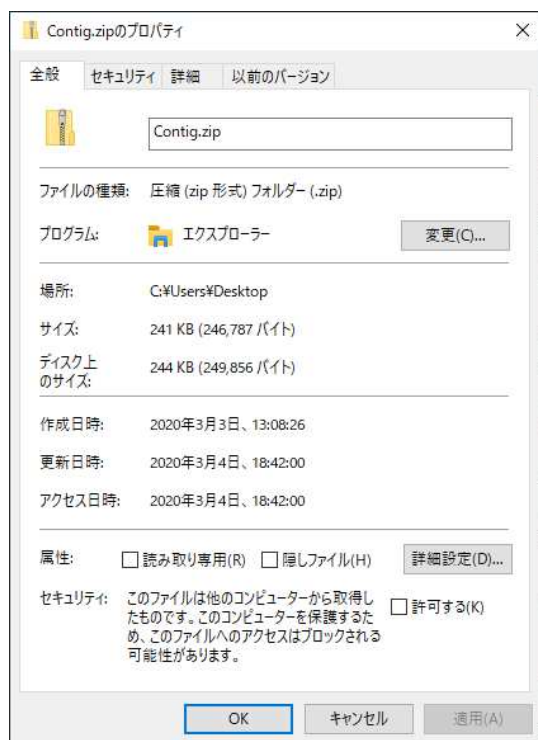 Contig.zipのプロパティ
全般 セキュリティ 詳細 以前のバージョン
Contig.zip
ファイルの種類: 圧縮 (zip 形式) フォルダー (.zip)
プログラム: エクスプローラー 変更(C)...
場所: C:¥Users¥Desktop
サイズ: 241 KB (246,787 バイト)
ディスク上
のサイズ: 244 KB (249,856 バイト)
作成日時: 2020年3月3日、13:08:26
更新日時: 2020年3月4日、18:42:00
アクセス日時: 2020年3月4日、18:42:00
属性: 読み取り専用(R) 隠しファイル(H) 詳細設定(D)...
セキュリティ: このファイルは他のコンピューターから取得し
たものです。このコンピューターを保護するた
め、このファイルへのアクセスはブロックされる
可能性があります。
許可する(K)
OK キャンセル 適用(A)